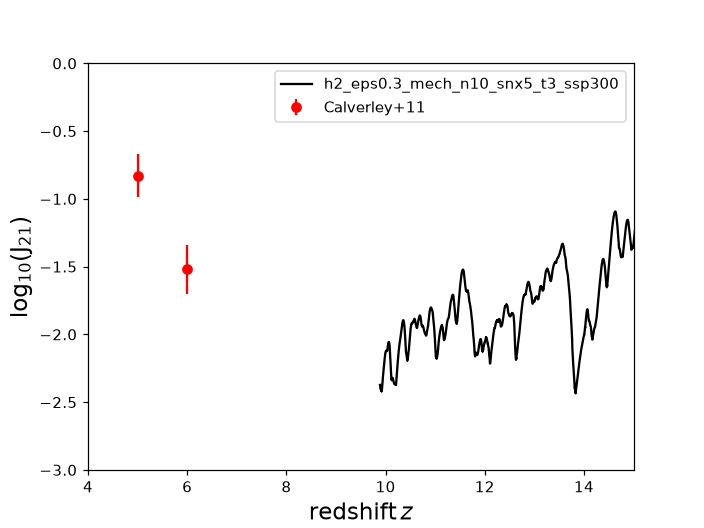 0.0
−0.5
−1.0
−1.5
−2.0
−2.5
−3.0
log₁₀(J₂₁)
h2_eps0.3_mech_n10_snx5_t3_ssp300
Calverley+11
4 6 8 10 12 14
redshift z